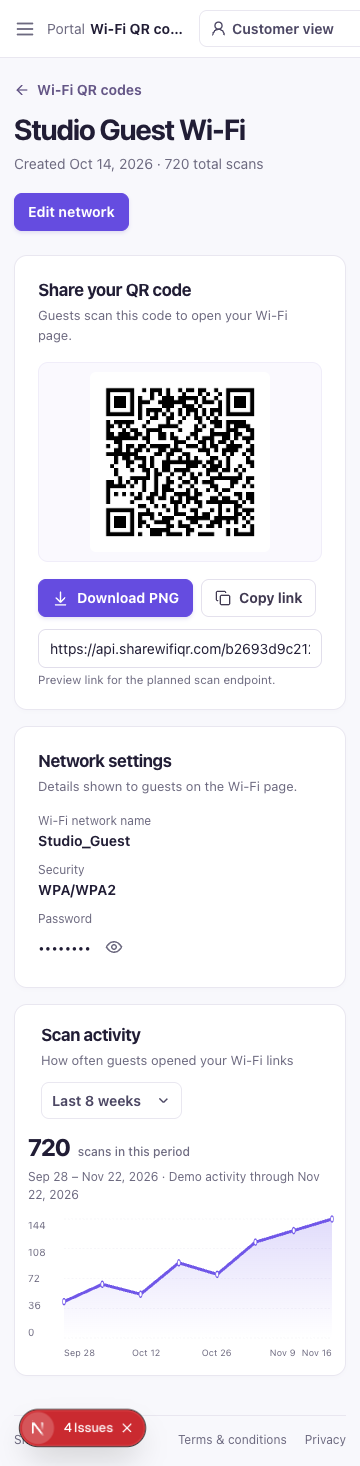 Portal Wi-Fi QR co... Customer view
Wi-Fi QR codes
Studio Guest Wi-Fi
Created Oct 14, 2026 · 720 total scans
Edit network
Share your QR code
Guests scan this code to open your Wi-Fi
page.
Download PNG
Copy link
https://api.sharewifiqr.com/b2693d9c21
Preview link for the planned scan endpoint.
Network settings
Details shown to guests on the Wi-Fi page.
Wi-Fi network name
Studio_Guest
Security
WPA/WPA2
Password
••••••••
Scan activity
How often guests opened your Wi-Fi links
Last 8 weeks
720 scans in this period
Sep 28 – Nov 22, 2026 · Demo activity through Nov
22, 2026
144
108
72
36
0
Sep 28 Oct 12 Oct 26 Nov 9 Nov 16
4 Issues
Terms & conditions Privacy